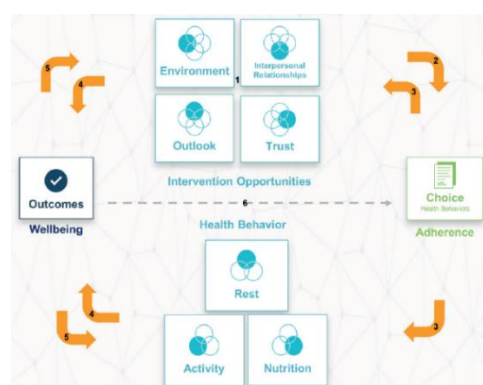 Environment
Interpersonal
Relationships
1
Outlook
Trust
5
4
2
3
Intervention Opportunities
Outcomes
Wellbeing
6
Choice
Health Behaviors
Adherence
Health Behavior
Rest
4
5
3
Activity
Nutrition